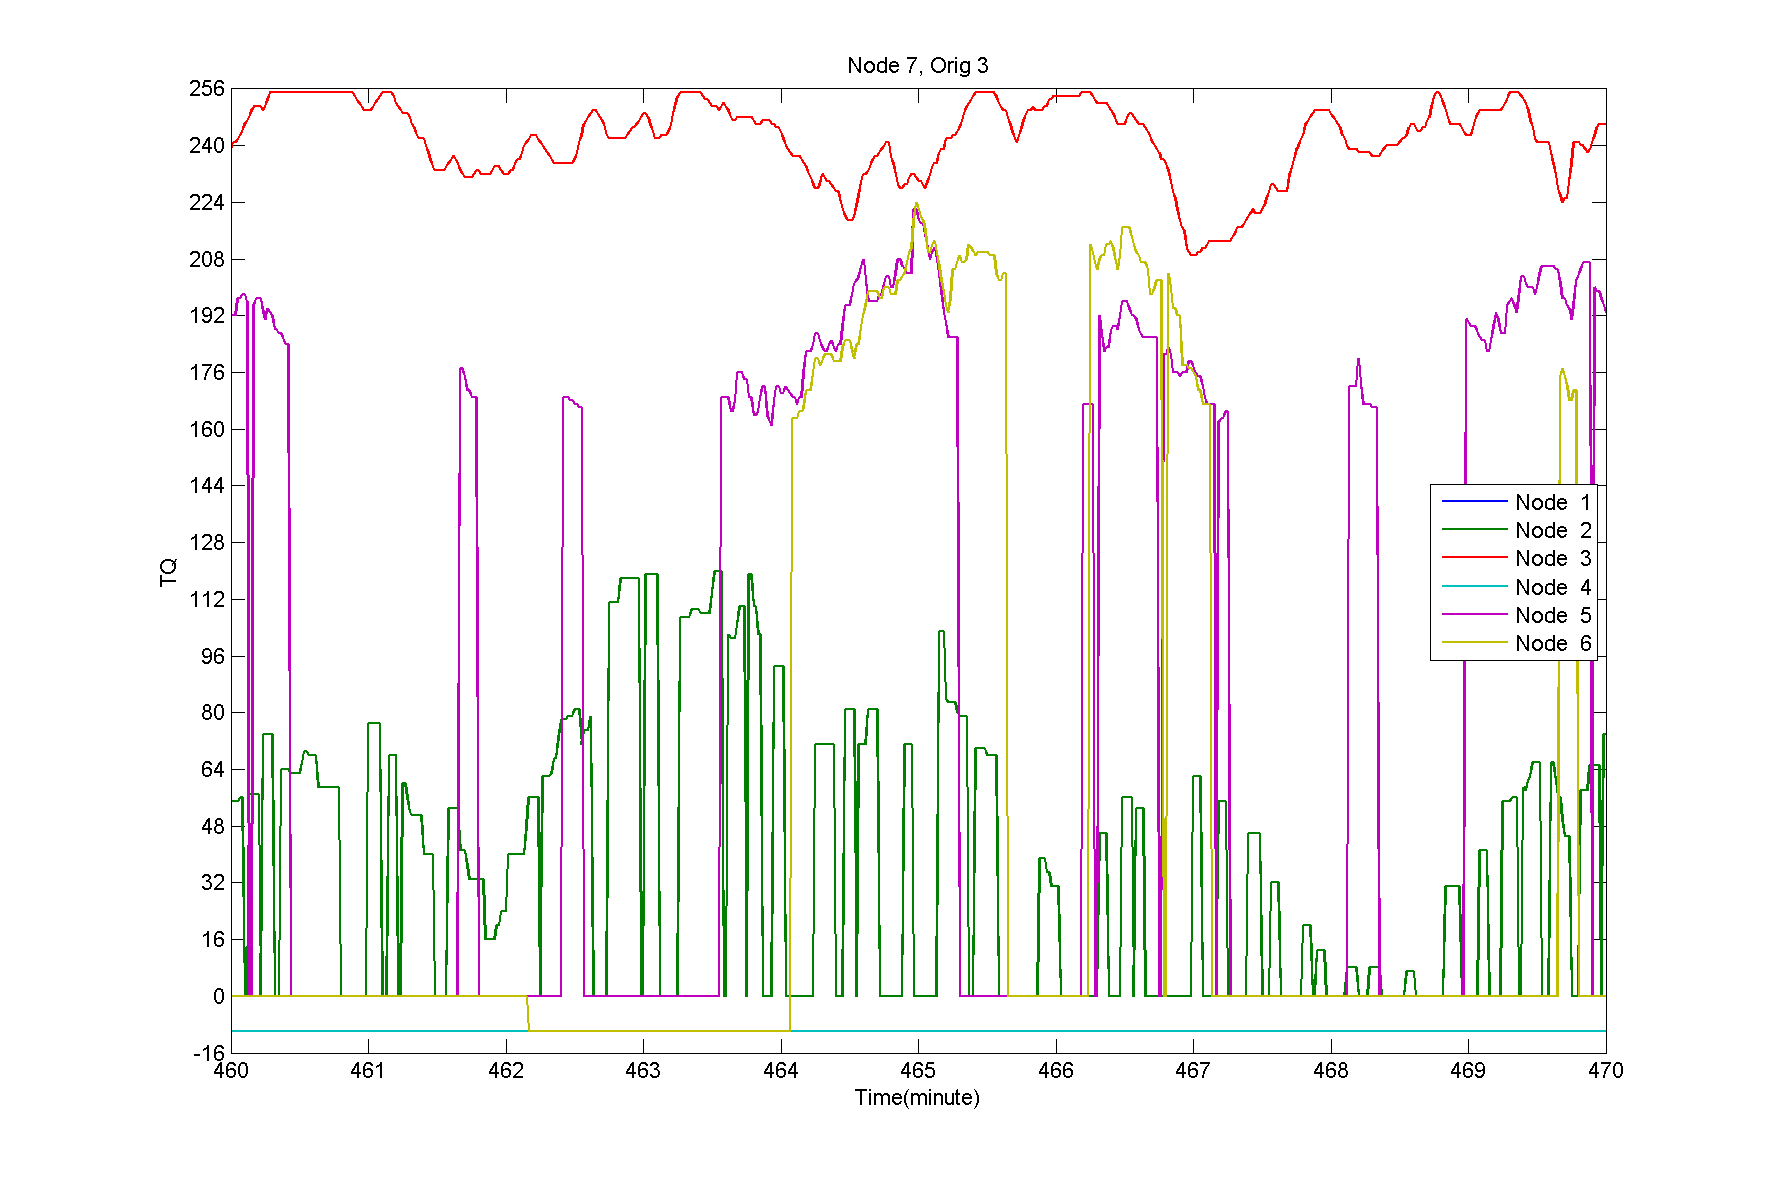 Node 7, Orig 3
256
240
224
208
192
176
160
144
128
112
96
80
64
48
32
16
0
-16
TQ
Node 1
Node 2
Node 3
Node 4
Node 5
Node 6
460 461 462 463 464 465 466 467 468 469 470
Time(minute)